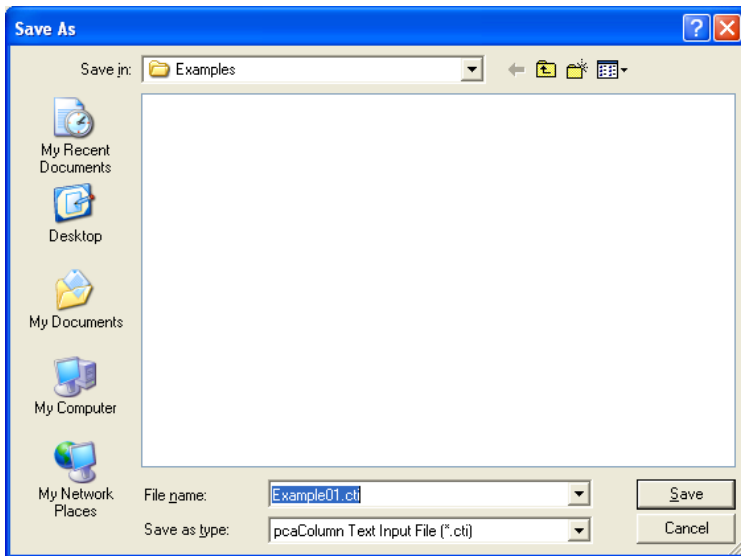 Save As
Save in:
Examples
My Recent
Documents
Desktop
My Documents
My Computer
My Network
Places
File name:
Example01.cti
Save
Save as type:
pcaColumn Text Input File (*.cti)
Cancel